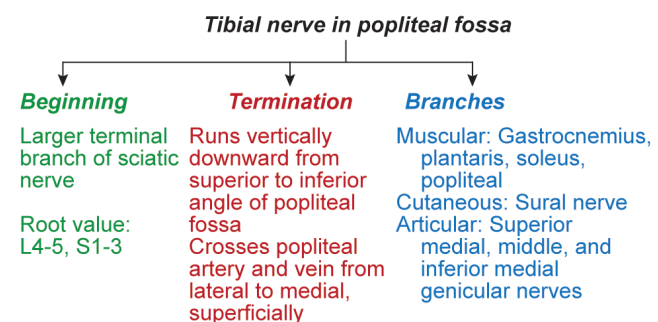 Tibial nerve in popliteal fossa
Beginning
Larger terminal
branch of sciatic
nerve
Root value:
L4-5, S1-3
Termination
Runs vertically
downward from
superior to inferior
angle of popliteal
fossa
Crosses popliteal
artery and vein from
lateral to medial,
superficially
Branches
Muscular: Gastrocnemius,
plantaris, soleus,
popliteal
Cutaneous: Sural nerve
Articular: Superior
medial, middle, and
inferior medial
genicular nerves